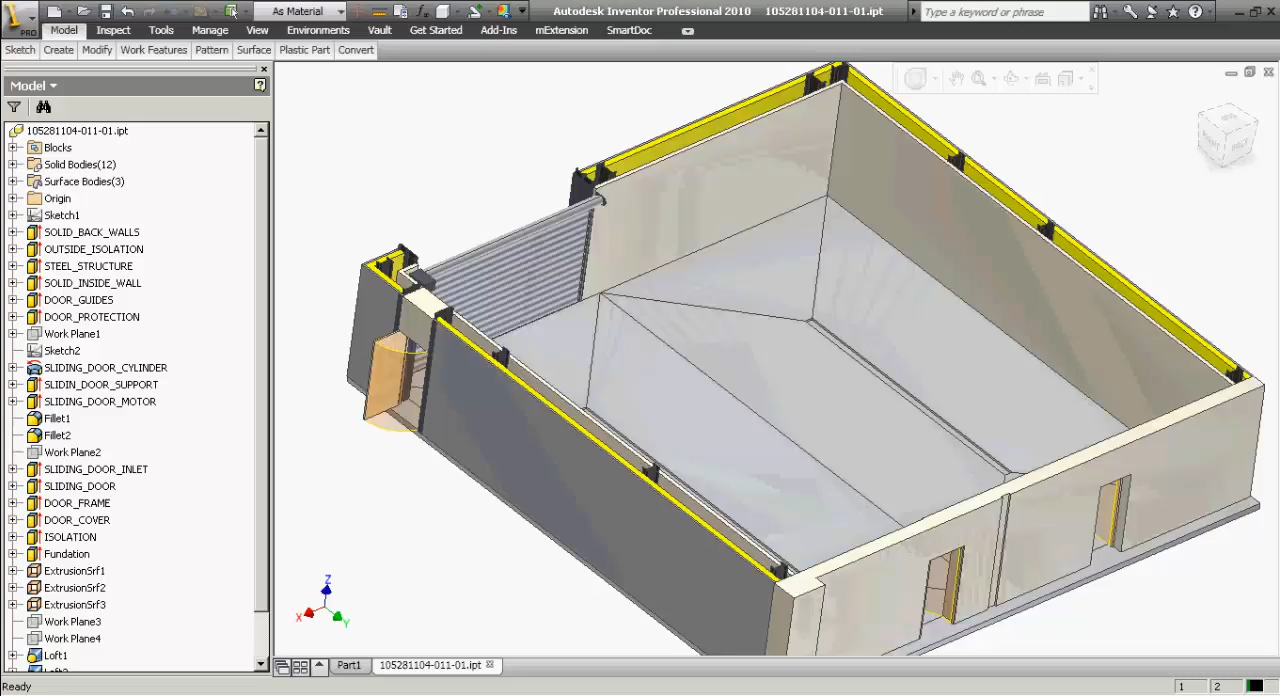 As Material
Autodesk Inventor Professional 2010 105281104-011-01.ipt
Type a keyword or phrase
PRO
Model Inspect Tools Manage View Environments Vault Get Started Add-Ins mExtension SmartDoc
Sketch Create Modify Work Features Pattern Surface Plastic Part Convert
Model
105281104-011-01.ipt
Blocks
Solid Bodies(12)
Surface Bodies(3)
Origin
Sketch1
SOLID_BACK_WALLS
OUTSIDE_ISOLATION
STEEL_STRUCTURE
SOLID_INSIDE_WALL
DOOR_GUIDES
DOOR_PROTECTION
Work Plane1
Sketch2
SLIDING_DOOR_CYLINDER
SLIDIN_DOOR_SUPPORT
SLIDING_DOOR_MOTOR
Fillet1
Fillet2
Work Plane2
SLIDING_DOOR_INLET
SLIDING_DOOR
DOOR_FRAME
DOOR_COVER
ISOLATION
Fundation
ExtrusionSrf1
ExtrusionSrf2
ExtrusionSrf3
Work Plane3
Work Plane4
Loft1
Z
X
Y
Part1 105281104-011-01.ipt
Ready
1 2